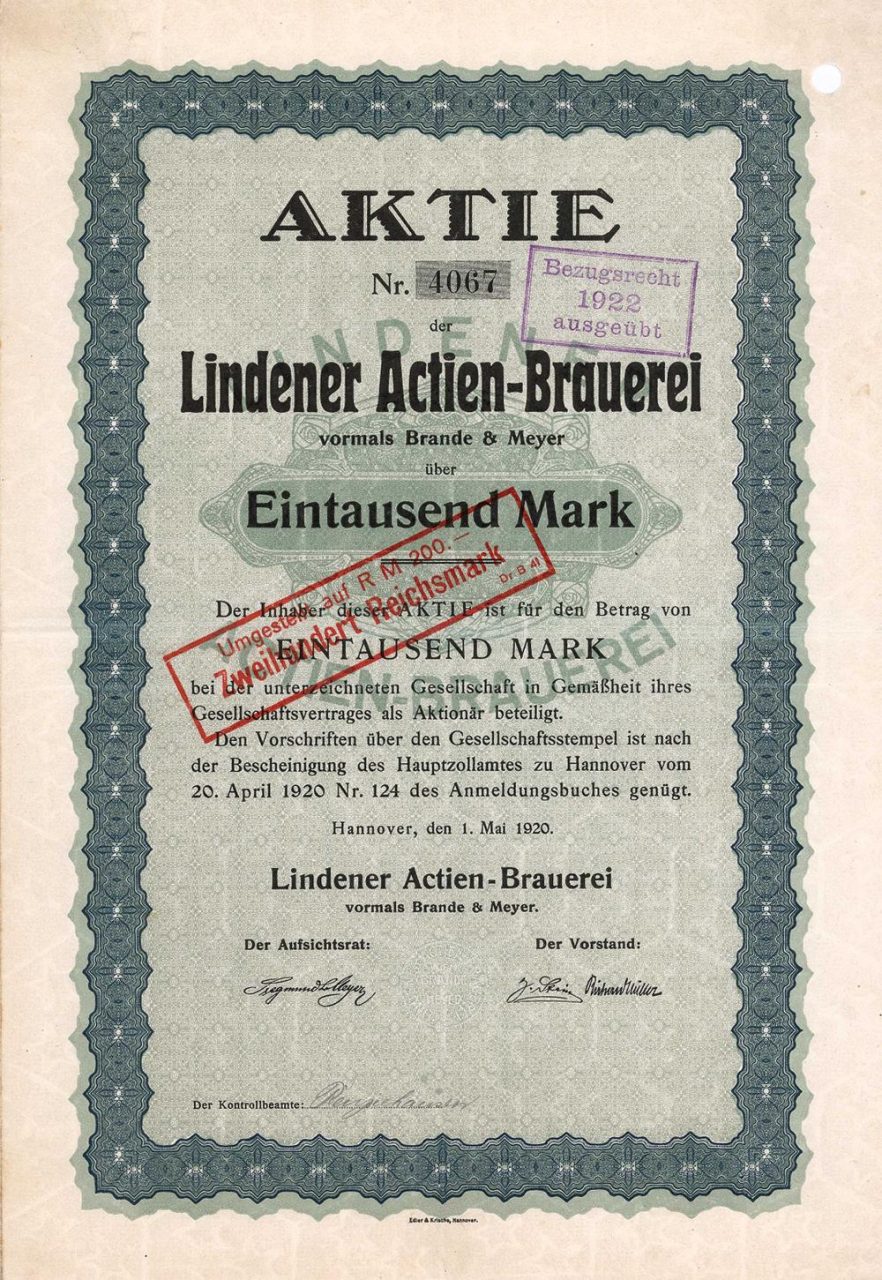 AKTIE
Nr. 4067
Bezugsrecht
1922
ausgeübt
der
Lindener Actien-Brauerei
vormals Brande & Meyer
über
Eintausend Mark
Umgestellt auf R M 200.—
Zweihundert Reichsmark
Dr B 41
Der Inhaber dieser AKTIE ist für den Betrag von
EINTAUSEND MARK
bei der unterzeichneten Gesellschaft in Gemäßheit ihres
Gesellschaftsvertrages als Aktionär beteiligt.
Den Vorschriften über den Gesellschaftsstempel ist nach
der Bescheinigung des Hauptzollamtes zu Hannover vom
20. April 1920 Nr. 124 des Anmeldungsbuches genügt.
Hannover, den 1. Mai 1920.
Lindener Actien-Brauerei
vormals Brande & Meyer.
Der Aufsichtsrat:
Der Vorstand:
Siegmund Meyer
Der Kontrollbeamte:
Edler & Krische, Hannover.